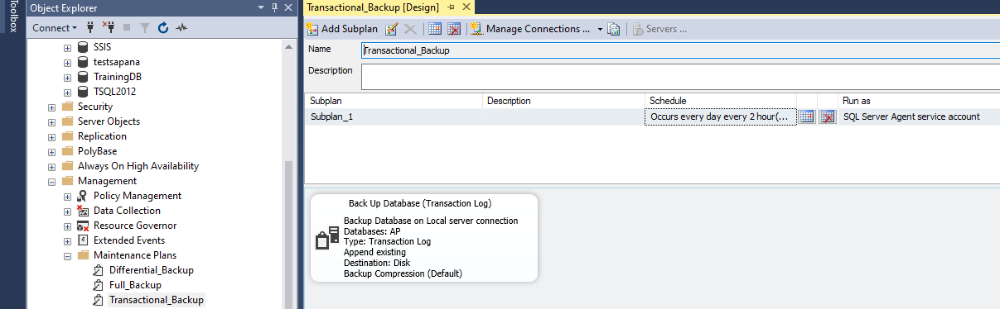 Toolbox
Object Explorer
Connect
SSIS
testsapana
TrainingDB
TSQL2012
Security
Server Objects
Replication
PolyBase
Always On High Availability
Management
Policy Management
Data Collection
Resource Governor
Extended Events
Maintenance Plans
Differential_Backup
Full_Backup
Transactional_Backup
Transactional_Backup [Design]
Add Subplan Manage Connections ... Servers ...
Name Transactional_Backup
Description
Subplan Description Schedule Run as
Subplan_1 Occurs every day every 2 hour(... SQL Server Agent service account
Back Up Database (Transaction Log)
Backup Database on Local server connection
Databases: AP
Type: Transaction Log
Append existing
Destination: Disk
Backup Compression (Default)